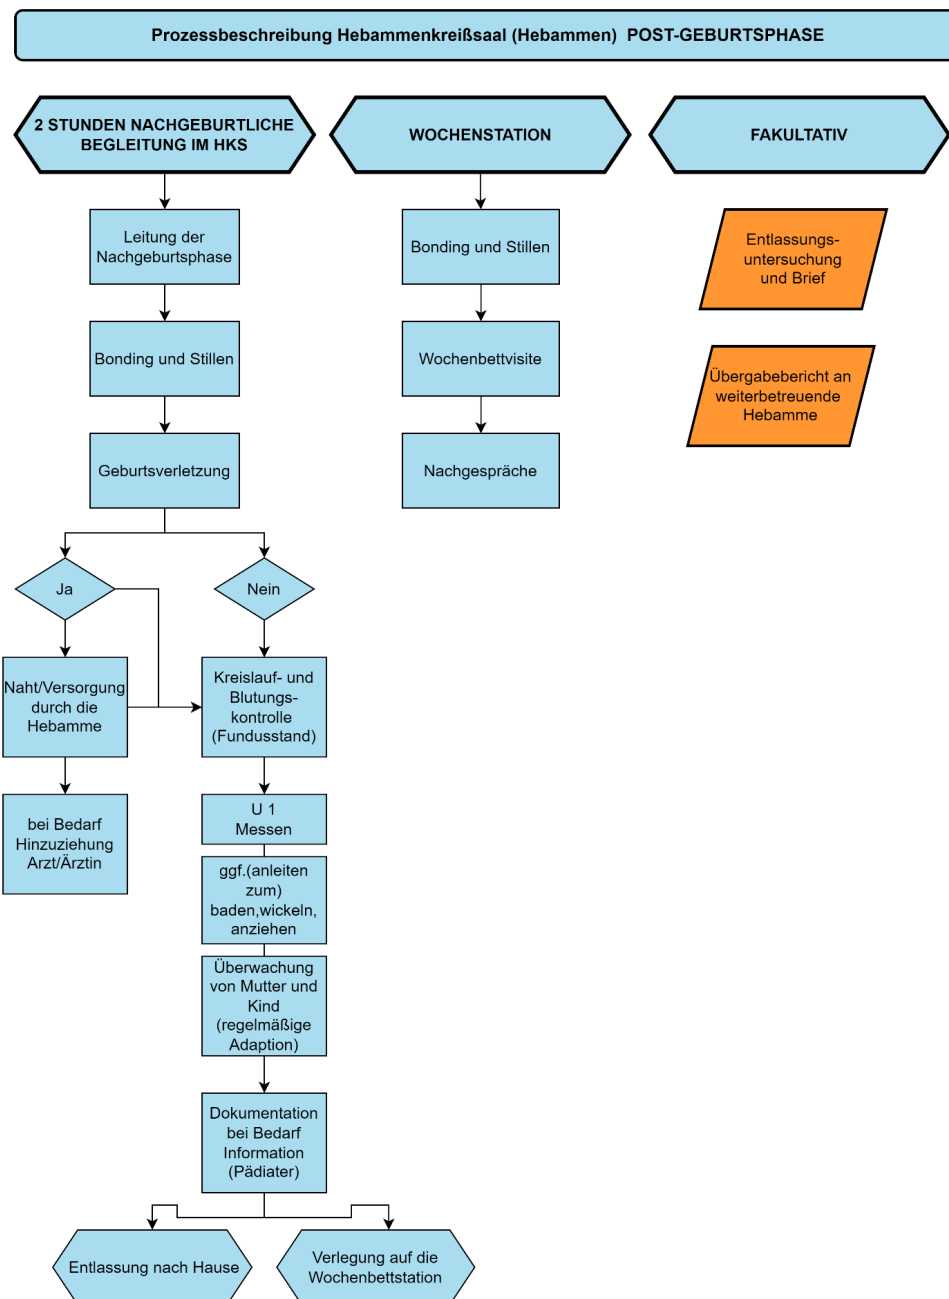 Prozessbeschreibung Hebammenkreißsaal (Hebammen)  POST-GEBURTSPHASE
2 STUNDEN NACHGEBURTLICHE
BEGLEITUNG IM HKS
WOCHENSTATION
FAKULTATIV
Leitung der
Nachgeburtsphase
Bonding und Stillen
Geburtsverletzung
Ja
Nein
Naht/Versorgung
durch die
Hebamme
Kreislauf- und
Blutungs-
kontrolle
(Fundusstand)
bei Bedarf
Hinzuziehung
Arzt/Ärztin
U 1
Messen
ggf.(anleiten
zum)
baden,wickeln,
anziehen
Überwachung
von Mutter und
Kind
(regelmäßige
Adaption)
Dokumentation
bei Bedarf
Information
(Pädiater)
Entlassung nach Hause
Verlegung auf die
Wochenbettstation
Bonding und Stillen
Wochenbettvisite
Nachgespräche
Entlassungs-
untersuchung
und Brief
Übergabebericht an
weiterbetreuende
Hebamme